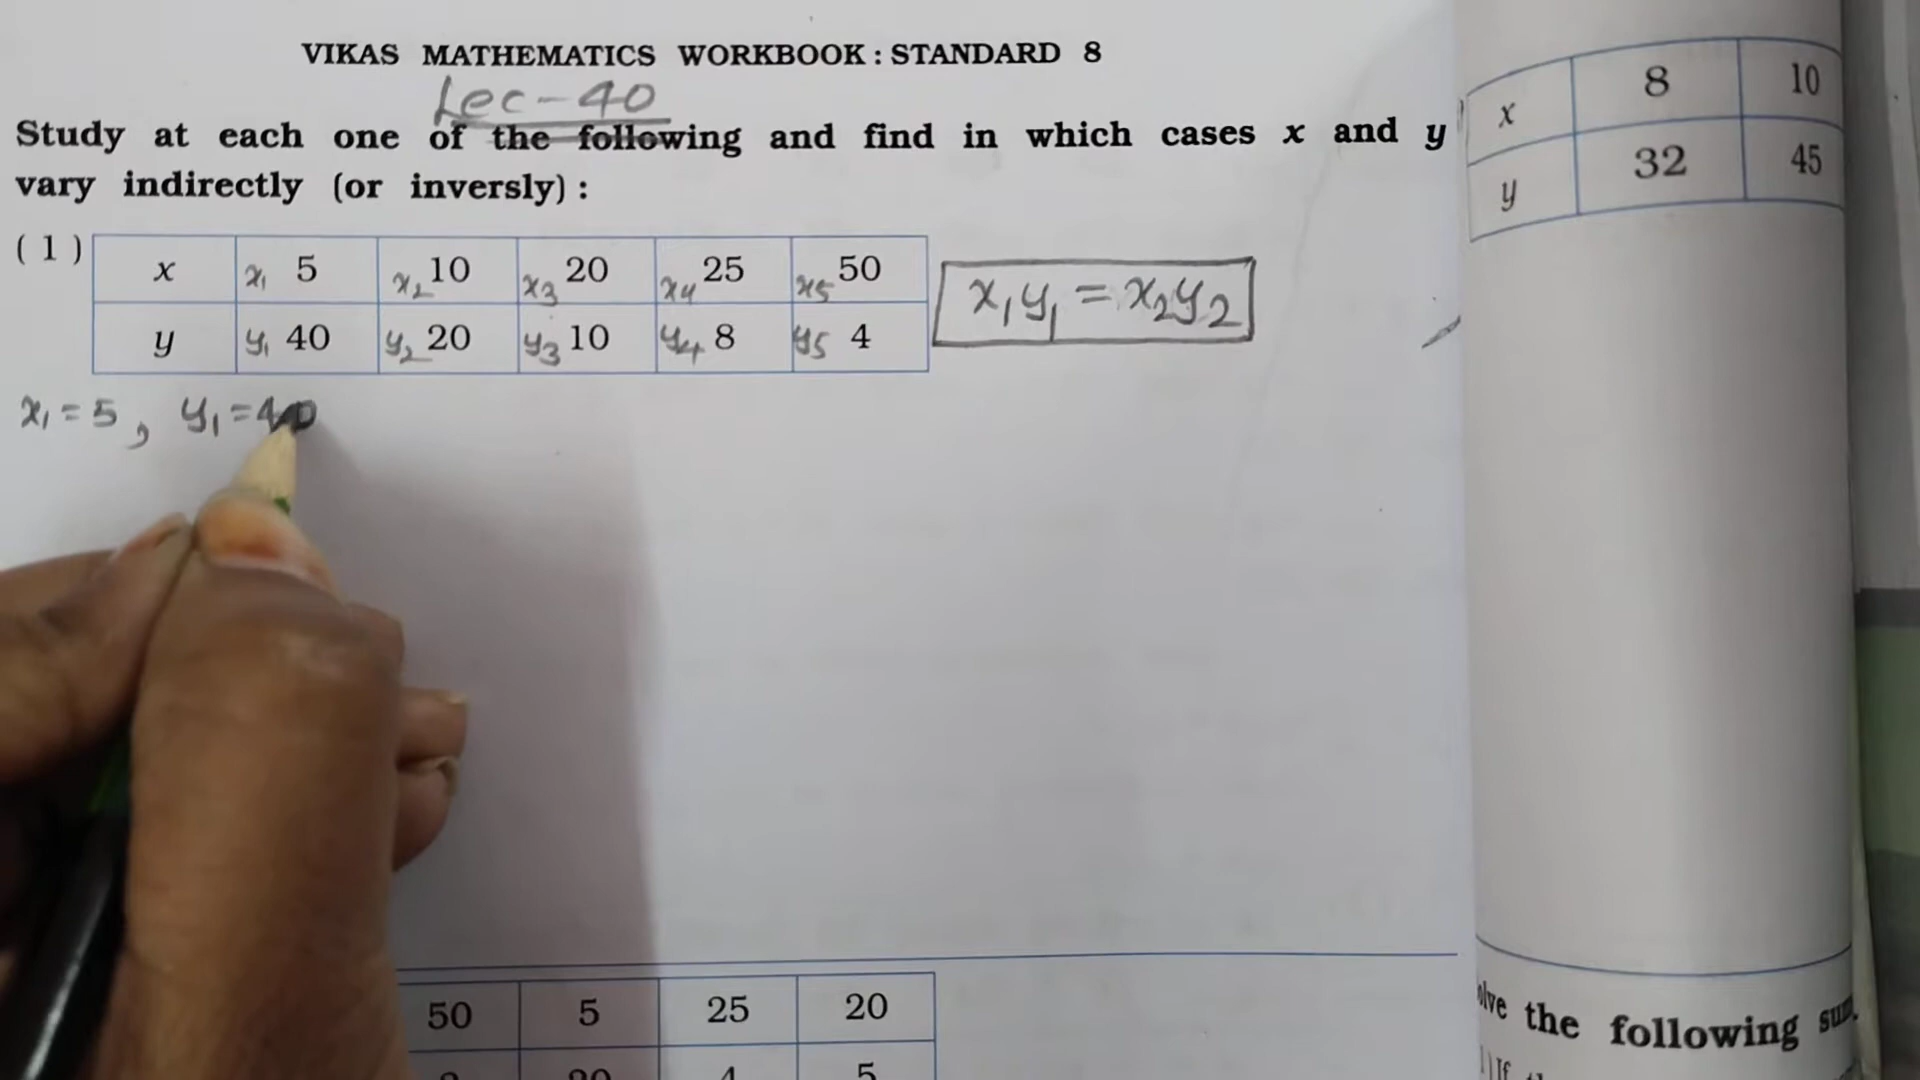 VIKAS MATHEMATICS WORKBOOK : STANDARD 8
Lec-40
Study at each one of the following and find in which cases x and y
vary indirectly (or inversly) :
( 1 )
x x₁ 5 x₂ 10 x₃ 20 x₄ 25 x₅ 50
y y₁ 40 y₂ 20 y₃ 10 y₄ 8 y₅ 4
x₁y₁ = x₂y₂
x₁ = 5 , y₁ = 40
50 5 25 20
20 4 5
x 8 10
y 32 45
the following